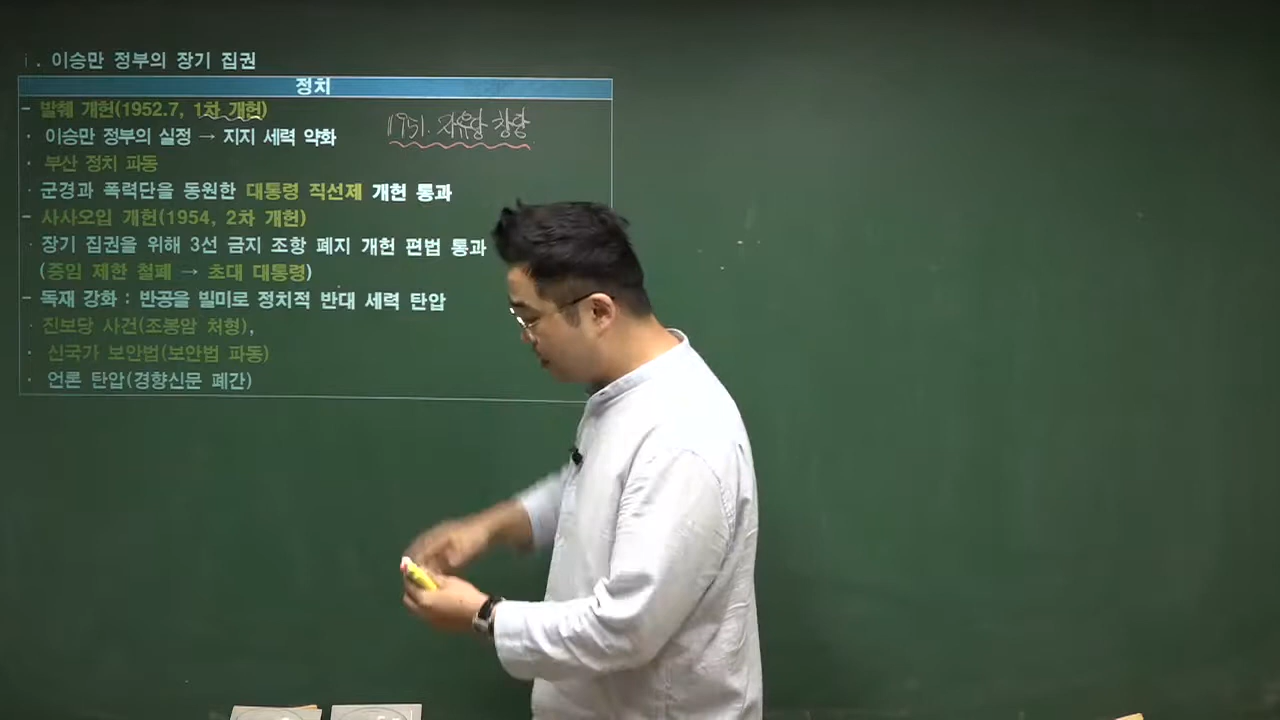 ⅰ. 이승만 정부의 장기 집권
정치
- 발췌 개헌(1952.7, 1차 개헌)
1951. 자유당 창당
· 이승만 정부의 실정 → 지지 세력 약화
· 부산 정치 파동
· 군경과 폭력단을 동원한 대통령 직선제 개헌 통과
- 사사오입 개헌(1954, 2차 개헌)
· 장기 집권을 위해 3선 금지 조항 폐지 개헌 편법 통과
(중임 제한 철폐 → 초대 대통령)
- 독재 강화 : 반공을 빌미로 정치적 반대 세력 탄압
· 진보당 사건(조봉암 처형),
· 신국가 보안법(보안법 파동)
· 언론 탄압(경향신문 폐간)